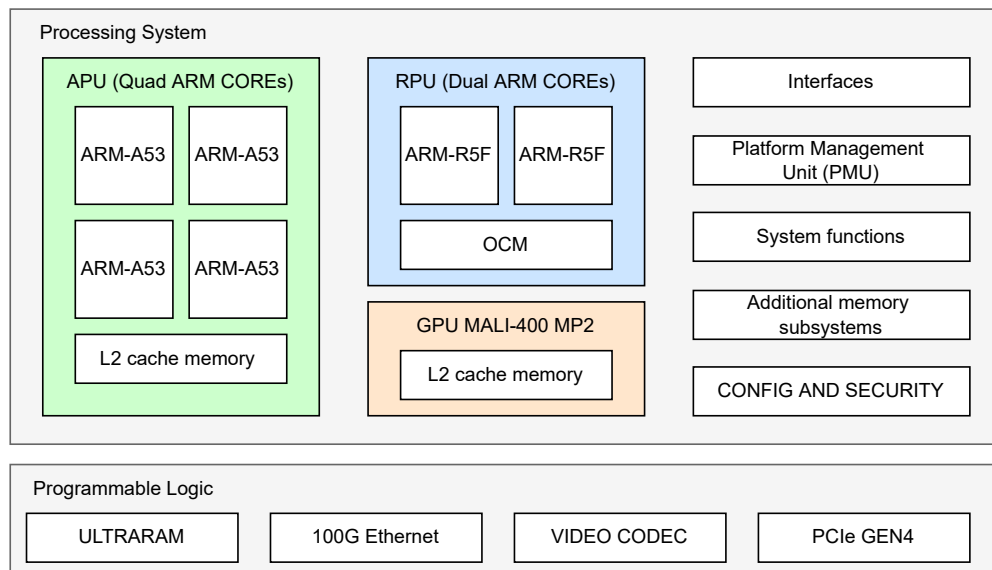 Processing System
APU (Quad ARM COREs)
ARM-A53
ARM-A53
ARM-A53
ARM-A53
L2 cache memory
RPU (Dual ARM COREs)
ARM-R5F
ARM-R5F
OCM
GPU MALI-400 MP2
L2 cache memory
Interfaces
Platform Management
Unit (PMU)
System functions
Additional memory
subsystems
CONFIG AND SECURITY
Programmable Logic
ULTRARAM
100G Ethernet
VIDEO CODEC
PCIe GEN4